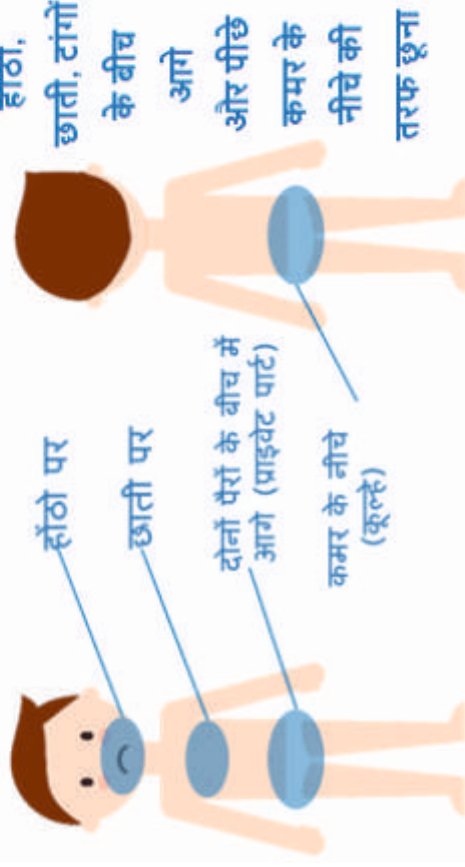 होंठो पर
छाती पर
दोनों पैरों के बीच में
आगे (प्राइवेट पार्ट)
कमर के नीचे
(कूल्हे)
होंठों,
छाती, टांगों
के बीच
आगे
और पीछे
कमर के
नीचे की
तरफ छूना